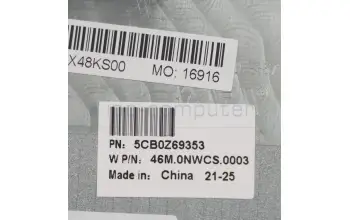 X48KS00
MO: 16916
PN: 5CB0Z69353
W P/N: 46M.0NWCS.0003
Made in: China 21-25